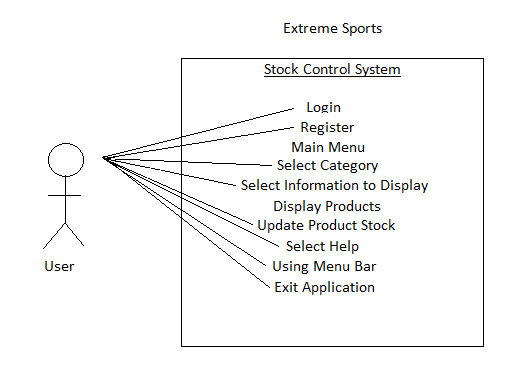 Extreme Sports
Stock Control System
Login
Register
Main Menu
Select Category
Select Information to Display
Display Products
Update Product Stock
Select Help
Using Menu Bar
Exit Application
User